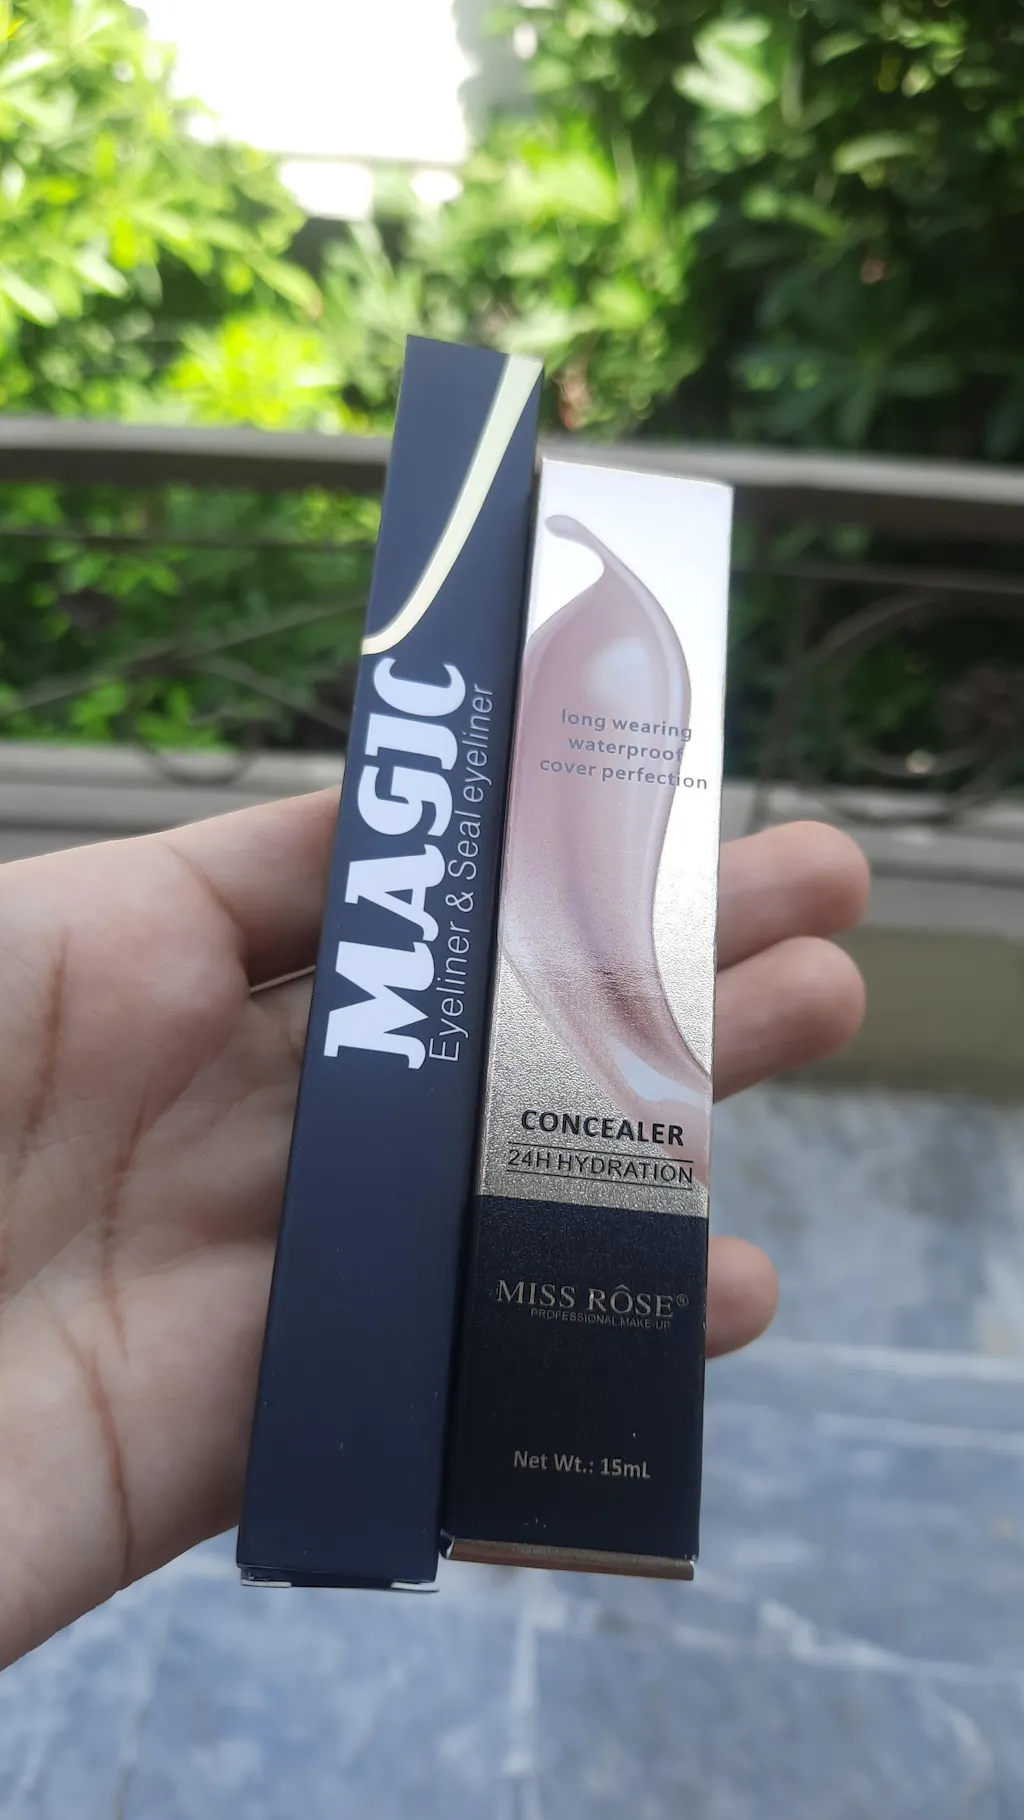 MAGIC
Eyeliner & Seal eyeliner
long wearing
waterproof
cover perfection
CONCEALER
24H HYDRATION
MISS RÔSE®
PROFESSIONAL MAKE-UP
Net Wt.: 15mL